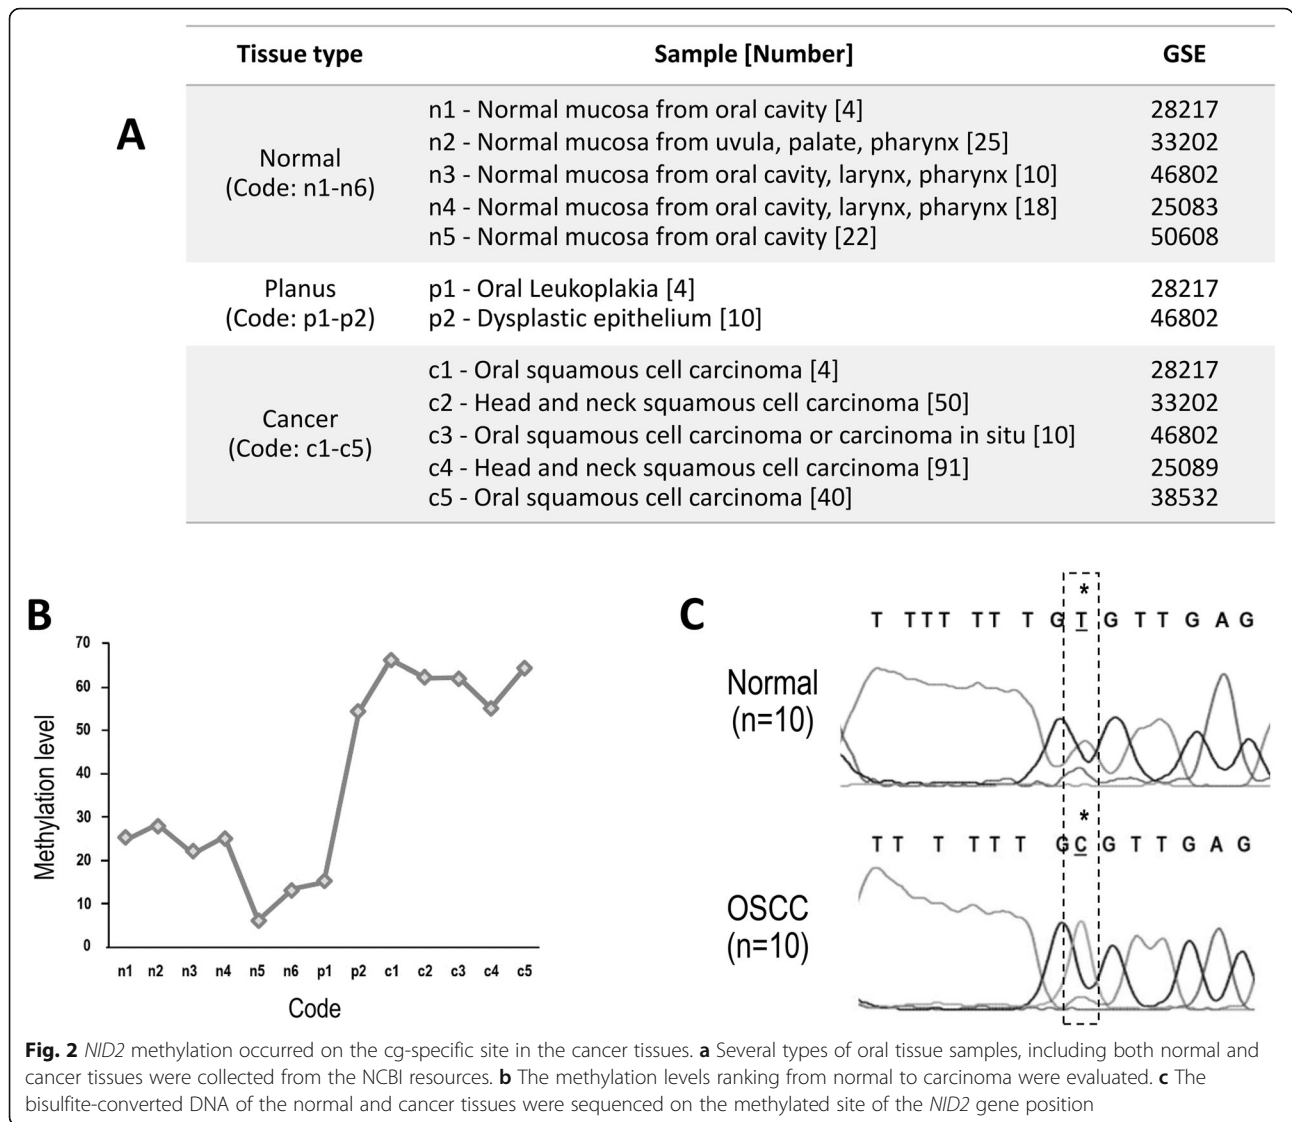 Tissue type Sample [Number] GSE
A
Normal
(Code: n1-n6)
n1 - Normal mucosa from oral cavity [4] 28217
n2 - Normal mucosa from uvula, palate, pharynx [25] 33202
n3 - Normal mucosa from oral cavity, larynx, pharynx [10] 46802
n4 - Normal mucosa from oral cavity, larynx, pharynx [18] 25083
n5 - Normal mucosa from oral cavity [22] 50608
Planus
(Code: p1-p2)
p1 - Oral Leukoplakia [4] 28217
p2 - Dysplastic epithelium [10] 46802
Cancer
(Code: c1-c5)
c1 - Oral squamous cell carcinoma [4] 28217
c2 - Head and neck squamous cell carcinoma [50] 33202
c3 - Oral squamous cell carcinoma or carcinoma in situ [10] 46802
c4 - Head and neck squamous cell carcinoma [91] 25089
c5 - Oral squamous cell carcinoma [40] 38532
B
Methylation level
70
60
50
40
30
20
10
0
n1 n2 n3 n4 n5 n6 p1 p2 c1 c2 c3 c4 c5
Code
C
*
T TTT TT T G T G T T G A G
Normal
(n=10)
*
T T T T T T G C G T T G A G
OSCC
(n=10)
Fig. 2 NID2 methylation occurred on the cg-specific site in the cancer tissues. a Several types of oral tissue samples, including both normal and
cancer tissues were collected from the NCBI resources. b The methylation levels ranking from normal to carcinoma were evaluated. c The
bisulfite-converted DNA of the normal and cancer tissues were sequenced on the methylated site of the NID2 gene position